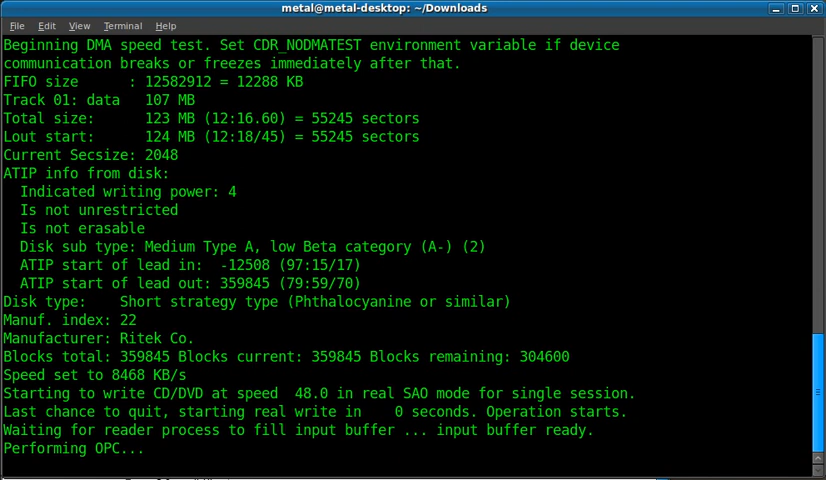 metal@metal-desktop: ~/Downloads
File Edit View Terminal Help
Beginning DMA speed test. Set CDR_NODMATEST environment variable if device
communication breaks or freezes immediately after that.
FIFO size      : 12582912 = 12288 KB
Track 01: data   107 MB
Total size:      123 MB (12:16.60) = 55245 sectors
Lout start:      124 MB (12:18/45) = 55245 sectors
Current Secsize: 2048
ATIP info from disk:
  Indicated writing power: 4
  Is not unrestricted
  Is not erasable
  Disk sub type: Medium Type A, low Beta category (A-) (2)
  ATIP start of lead in:  -12508 (97:15/17)
  ATIP start of lead out: 359845 (79:59/70)
Disk type:    Short strategy type (Phthalocyanine or similar)
Manuf. index: 22
Manufacturer: Ritek Co.
Blocks total: 359845 Blocks current: 359845 Blocks remaining: 304600
Speed set to 8468 KB/s
Starting to write CD/DVD at speed  48.0 in real SAO mode for single session.
Last chance to quit, starting real write in    0 seconds. Operation starts.
Waiting for reader process to fill input buffer ... input buffer ready.
Performing OPC...